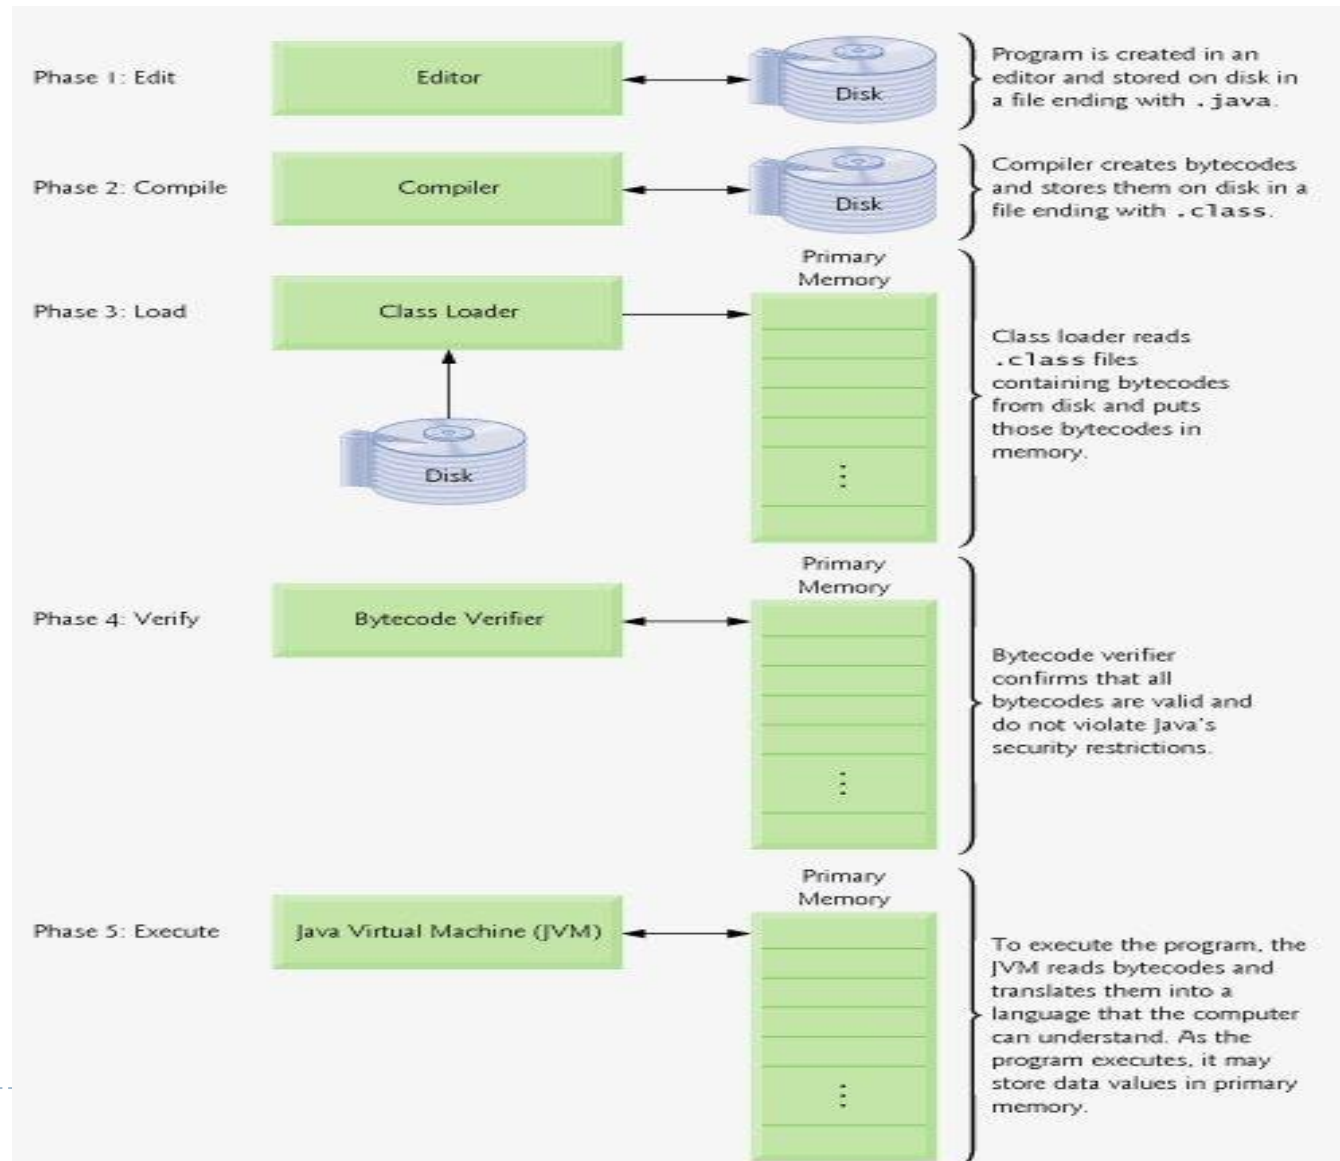 Phase 1: Edit
Editor
Disk
Program is created in an
editor and stored on disk in
a file ending with .java.
Phase 2: Compile
Compiler
Disk
Compiler creates bytecodes
and stores them on disk in a
file ending with .class.
Phase 3: Load
Class Loader
Disk
Primary
Memory
Class loader reads
.class files
containing bytecodes
from disk and puts
those bytecodes in
memory.
Phase 4: Verify
Bytecode Verifier
Primary
Memory
Bytecode verifier
confirms that all
bytecodes are valid and
do not violate Java's
security restrictions.
Phase 5: Execute
Java Virtual Machine (JVM)
Primary
Memory
To execute the program, the
JVM reads bytecodes and
translates them into a
language that the computer
can understand. As the
program executes, it may
store data values in primary
memory.